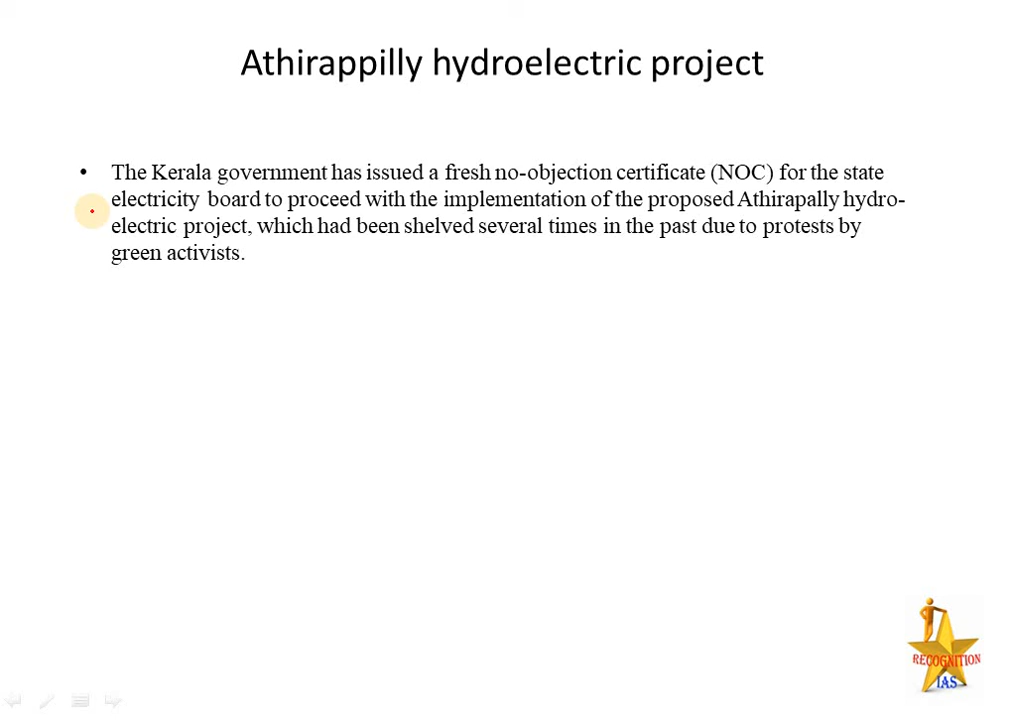 Athirappilly hydroelectric project
• The Kerala government has issued a fresh no-objection certificate (NOC) for the state
electricity board to proceed with the implementation of the proposed Athirapally hydro-
electric project, which had been shelved several times in the past due to protests by
green activists.
RECOGNITION
IAS